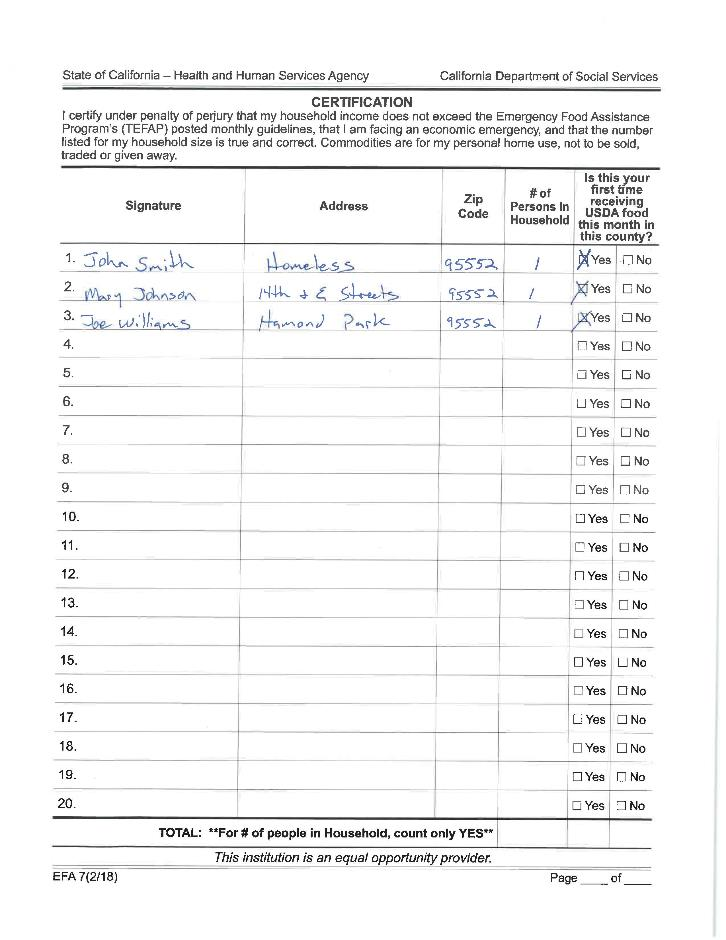 State of California – Health and Human Services Agency California Department of Social Services
CERTIFICATION
I certify under penalty of perjury that my household income does not exceed the Emergency Food Assistance
Program's (TEFAP) posted monthly guidelines, that I am facing an economic emergency, and that the number
listed for my household size is true and correct. Commodities are for my personal home use, not to be sold,
traded or given away.
Signature Address Zip Code # of Persons In Household Is this your first time receiving USDA food this month in this county?
1. John Smith Homeless 95552 1 ☒ Yes ☐ No
2. Mary Johnson 14th & E Streets 95552 1 ☒ Yes ☐ No
3. Joe Williams Hamond Park 95552 1 ☒ Yes ☐ No
4. ☐ Yes ☐ No
5. ☐ Yes ☐ No
6. ☐ Yes ☐ No
7. ☐ Yes ☐ No
8. ☐ Yes ☐ No
9. ☐ Yes ☐ No
10. ☐ Yes ☐ No
11. ☐ Yes ☐ No
12. ☐ Yes ☐ No
13. ☐ Yes ☐ No
14. ☐ Yes ☐ No
15. ☐ Yes ☐ No
16. ☐ Yes ☐ No
17. ☐ Yes ☐ No
18. ☐ Yes ☐ No
19. ☐ Yes ☐ No
20. ☐ Yes ☐ No
TOTAL: **For # of people in Household, count only YES**
This institution is an equal opportunity provider.
EFA 7(2/18) Page ____ of ____